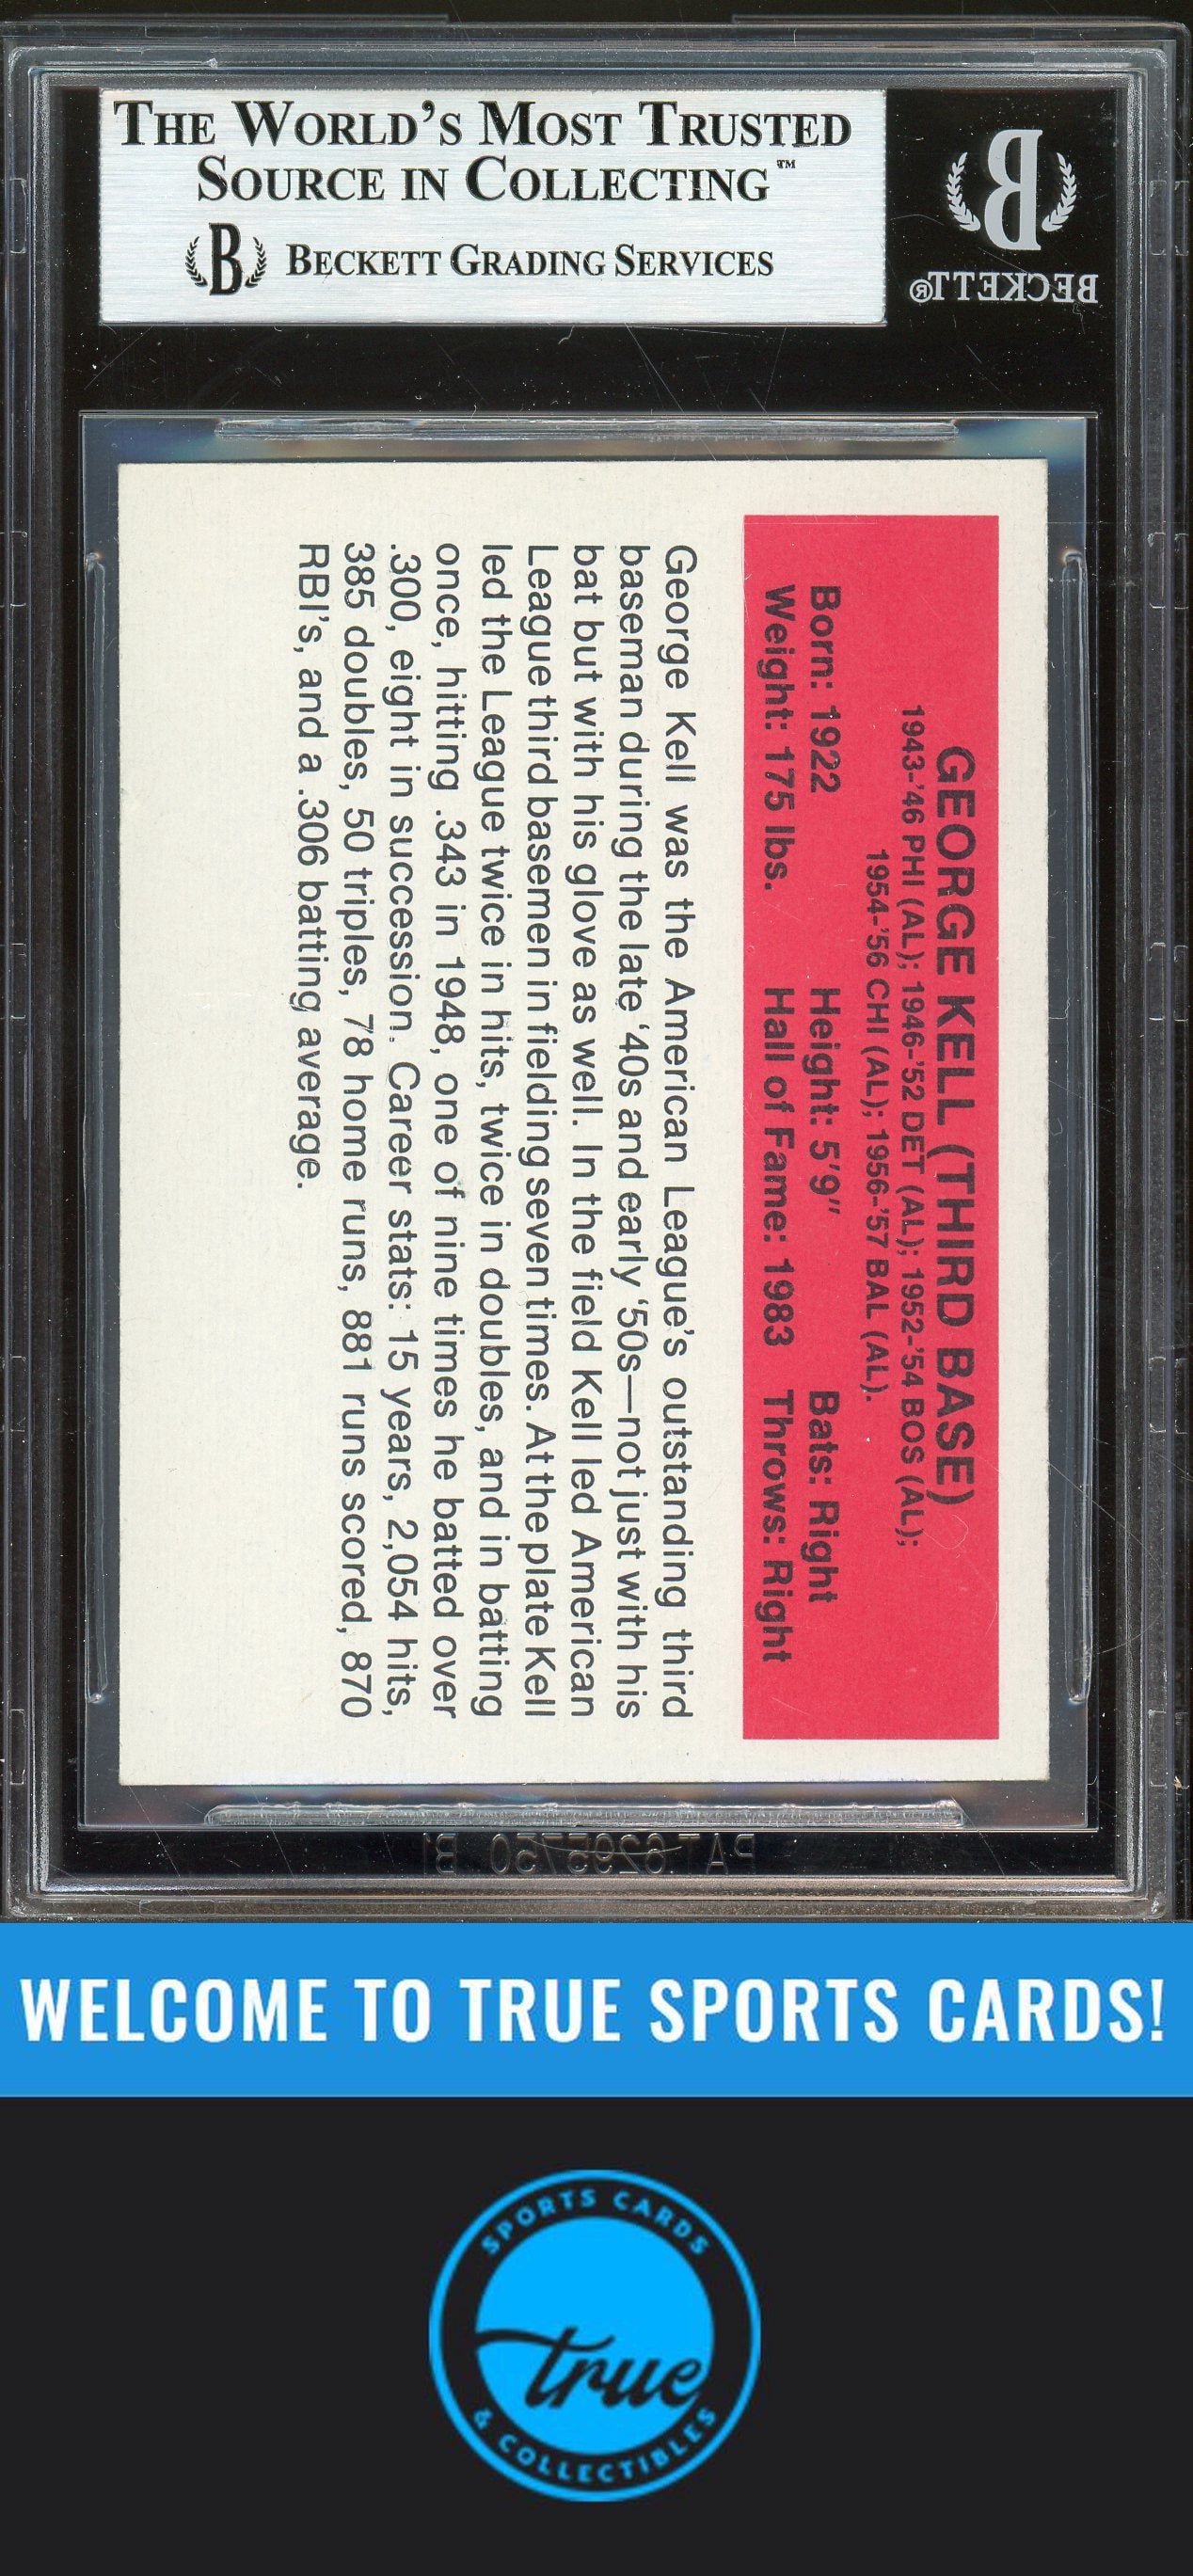 THE WORLD'S MOST TRUSTED
SOURCE IN COLLECTING™
B BECKETT GRADING SERVICES
B
BECKETT®
GEORGE KELL (THIRD BASE)
1943-'46 PHI (AL); 1946-'52 DET (AL); 1952-'54 BOS (AL);
1954-'56 CHI (AL); 1956-'57 BAL (AL).
Born: 1922 Height: 5'9" Bats: Right
Weight: 175 lbs. Hall of Fame: 1983 Throws: Right
George Kell was the American League's outstanding third
baseman during the late '40s and early '50s—not just with his
bat but with his glove as well. In the field Kell led American
League third basemen in fielding seven times. At the plate Kell
led the League twice in hits, twice in doubles, and in batting
once, hitting .343 in 1948, one of nine times he batted over
.300, eight in succession. Career stats: 15 years, 2,054 hits,
385 doubles, 50 triples, 78 home runs, 881 runs scored, 870
RBI's, and a .306 batting average.
PAT.6295750 B1
WELCOME TO TRUE SPORTS CARDS!
SPORTS CARDS
true
& COLLECTIBLES